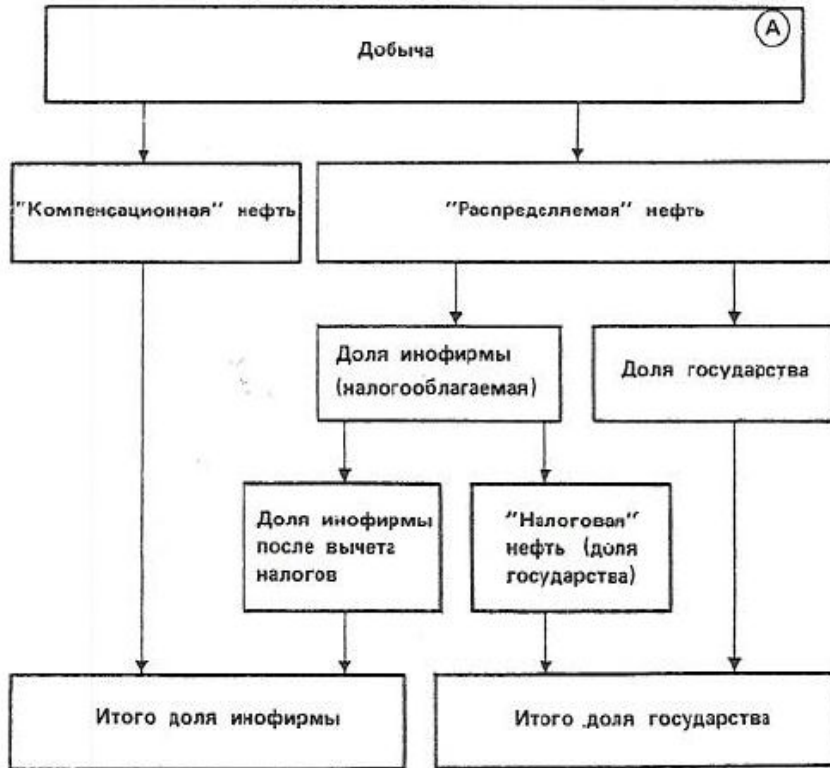 А
Добыча
"Компенсационная" нефть
"Распределяемая" нефть
Доля инофирмы
(налогооблагаемая)
Доля государства
Доля инофирмы
после вычета
налогов
"Налоговая"
нефть (доля
государства)
Итого доля инофирмы
Итого доля государства